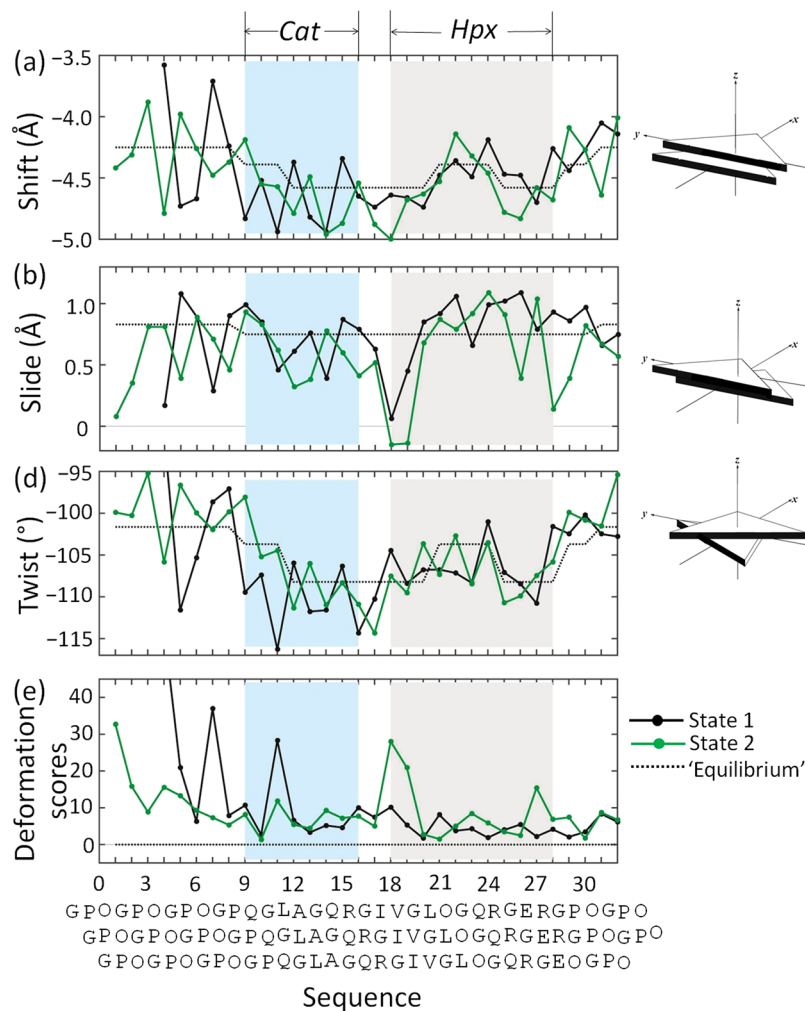 Cat Hpx
(a)
−3.5
−4.0
−4.5
−5.0
Shift (Å)
z
x
y
(b)
1.0
0.5
0
Slide (Å)
z
x
y
(d)
−95
−100
−105
−110
−115
Twist (°)
z
x
y
(e)
40
30
20
10
0
Deformation
scores
State 1
State 2
‘Equilibrium’
0 3 6 9 12 15 18 21 24 27 30
GPOGPOGPOGPQGLAGQRGIVGLOGQRGERGPOGPO
GPOGPOGPOGPQGLAGQRGIVGLOGQRGERGPOGPO
GPOGPOGPOGPQGLAGQRGIVGLOGQRGEOGPO
Sequence